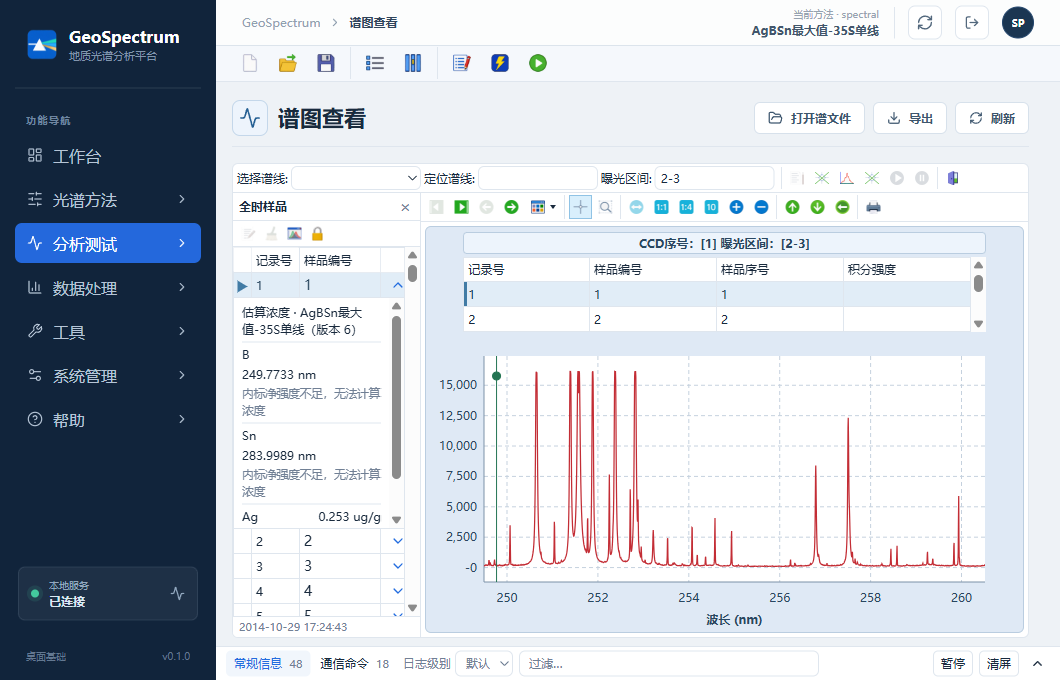 GeoSpectrum
地质光谱分析平台
功能导航
工作台
光谱方法
分析测试
数据处理
工具
系统管理
帮助
本地服务
已连接
桌面基础 v0.1.0
GeoSpectrum > 谱图查看
当前方法 · spectral
AgBSn最大值-35S单线
SP
谱图查看
打开谱文件
导出
刷新
选择谱线: 定位谱线: 曝光区间: 2-3
全时样品 ×
1:1 1:4 10
记录号 样品编号
1 1
估算浓度 · AgBSn最大值-35S单线（版本 6）
B
249.7733 nm
内标净强度不足，无法计算浓度
Sn
283.9989 nm
内标净强度不足，无法计算浓度
Ag 0.253 ug/g
2 2
3 3
4 4
5 5
2014-10-29 17:24:43
CCD序号：[1] 曝光区间：[2-3]
记录号 样品编号 样品序号 积分强度
1 1 1
2 2 2
15,000
12,500
10,000
7,500
5,000
2,500
-0
250 252 254 256 258 260
波长 (nm)
常规信息 48 通信命令 18 日志级别 默认 过滤... 暂停 清屏